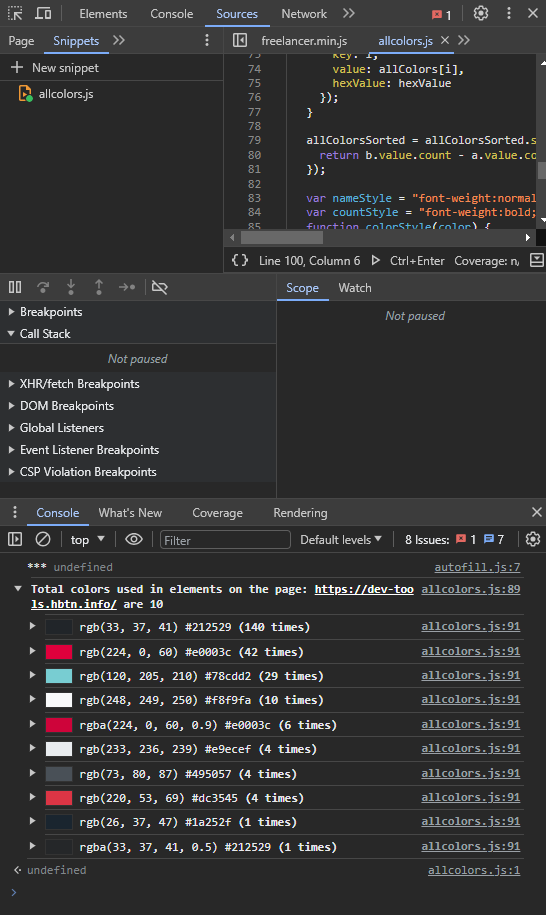 Elements Console Sources Network 1
Page Snippets
freelancer.min.js allcolors.js
New snippet
allcolors.js
73 key: i,
74 value: allColors[i],
75 hexValue: hexValue
76 });
77 }
78
79 allColorsSorted = allColorsSorted.s
80 return b.value.count - a.value.co
81 });
82
83 var nameStyle = "font-weight:normal
84 var countStyle = "font-weight:bold;
85 function colorStyle(color) {
{} Line 100, Column 6 Ctrl+Enter Coverage: n/
Breakpoints
Call Stack
Not paused
XHR/fetch Breakpoints
DOM Breakpoints
Global Listeners
Event Listener Breakpoints
CSP Violation Breakpoints
Scope Watch
Not paused
Console What's New Coverage Rendering
top Filter Default levels 8 Issues: 1 7
*** undefined autofill.js:7
Total colors used in elements on the page: https://dev-too allcolors.js:89
ls.hbtn.info/ are 10
rgb(33, 37, 41) #212529 (140 times) allcolors.js:91
rgb(224, 0, 60) #e0003c (42 times) allcolors.js:91
rgb(120, 205, 210) #78cdd2 (29 times) allcolors.js:91
rgb(248, 249, 250) #f8f9fa (10 times) allcolors.js:91
rgba(224, 0, 60, 0.9) #e0003c (6 times) allcolors.js:91
rgb(233, 236, 239) #e9ecef (4 times) allcolors.js:91
rgb(73, 80, 87) #495057 (4 times) allcolors.js:91
rgb(220, 53, 69) #dc3545 (4 times) allcolors.js:91
rgb(26, 37, 47) #1a252f (1 times) allcolors.js:91
rgba(33, 37, 41, 0.5) #212529 (1 times) allcolors.js:91
undefined allcolors.js:1